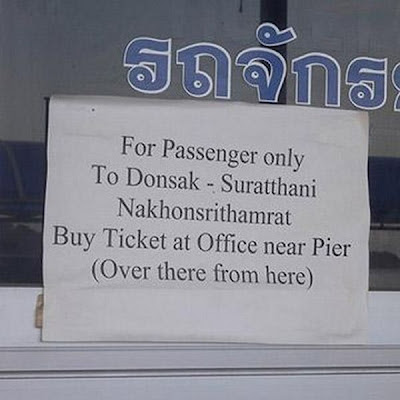 รถจักรย
For Passenger only
To Donsak - Suratthani
Nakhonsrithamrat
Buy Ticket at Office near Pier
(Over there from here)